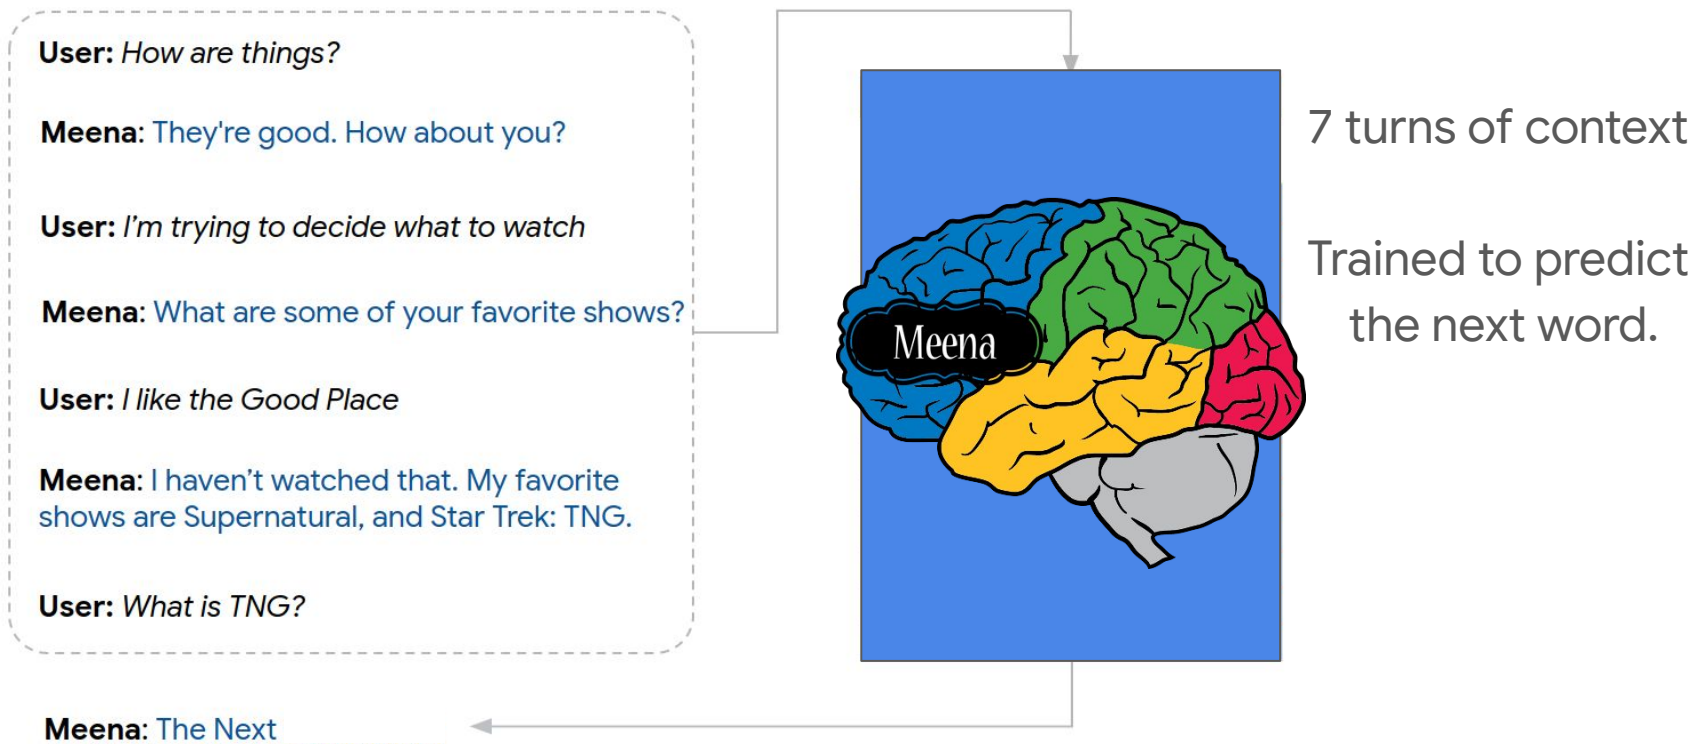 User: How are things?
Meena: They're good. How about you?
User: I’m trying to decide what to watch
Meena: What are some of your favorite shows?
User: I like the Good Place
Meena: I haven’t watched that. My favorite
shows are Supernatural, and Star Trek: TNG.
User: What is TNG?
Meena: The Next
Meena
7 turns of context
Trained to predict
the next word.